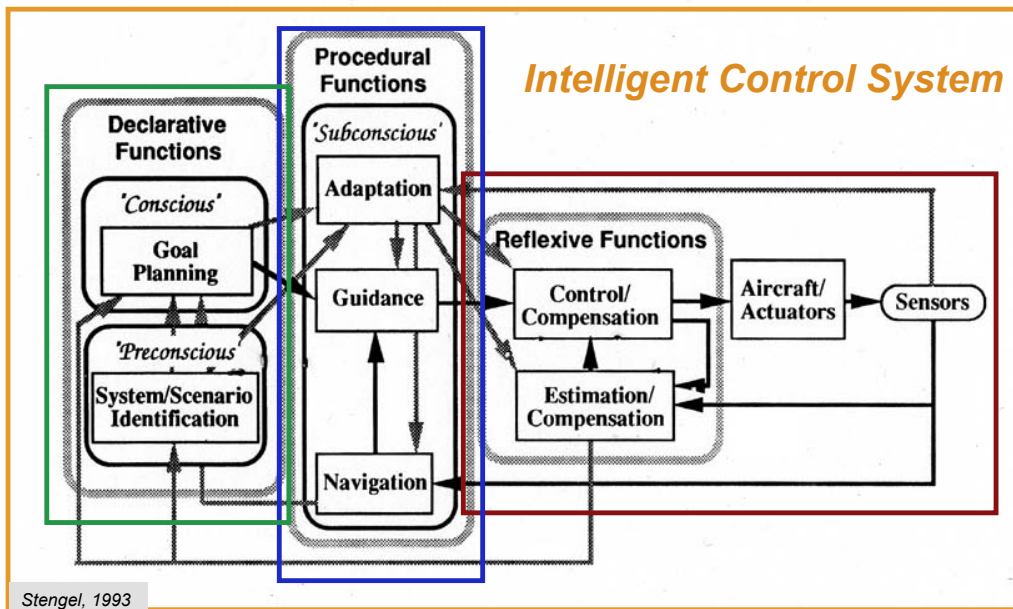 Intelligent Control System
Declarative
Functions
"Conscious"
Goal
Planning
"Preconscious"
System/Scenario
Identification
Procedural
Functions
"Subconscious"
Adaptation
Guidance
Navigation
Reflexive Functions
Control/
Compensation
Estimation/
Compensation
Aircraft/
Actuators
Sensors
Stengel, 1993